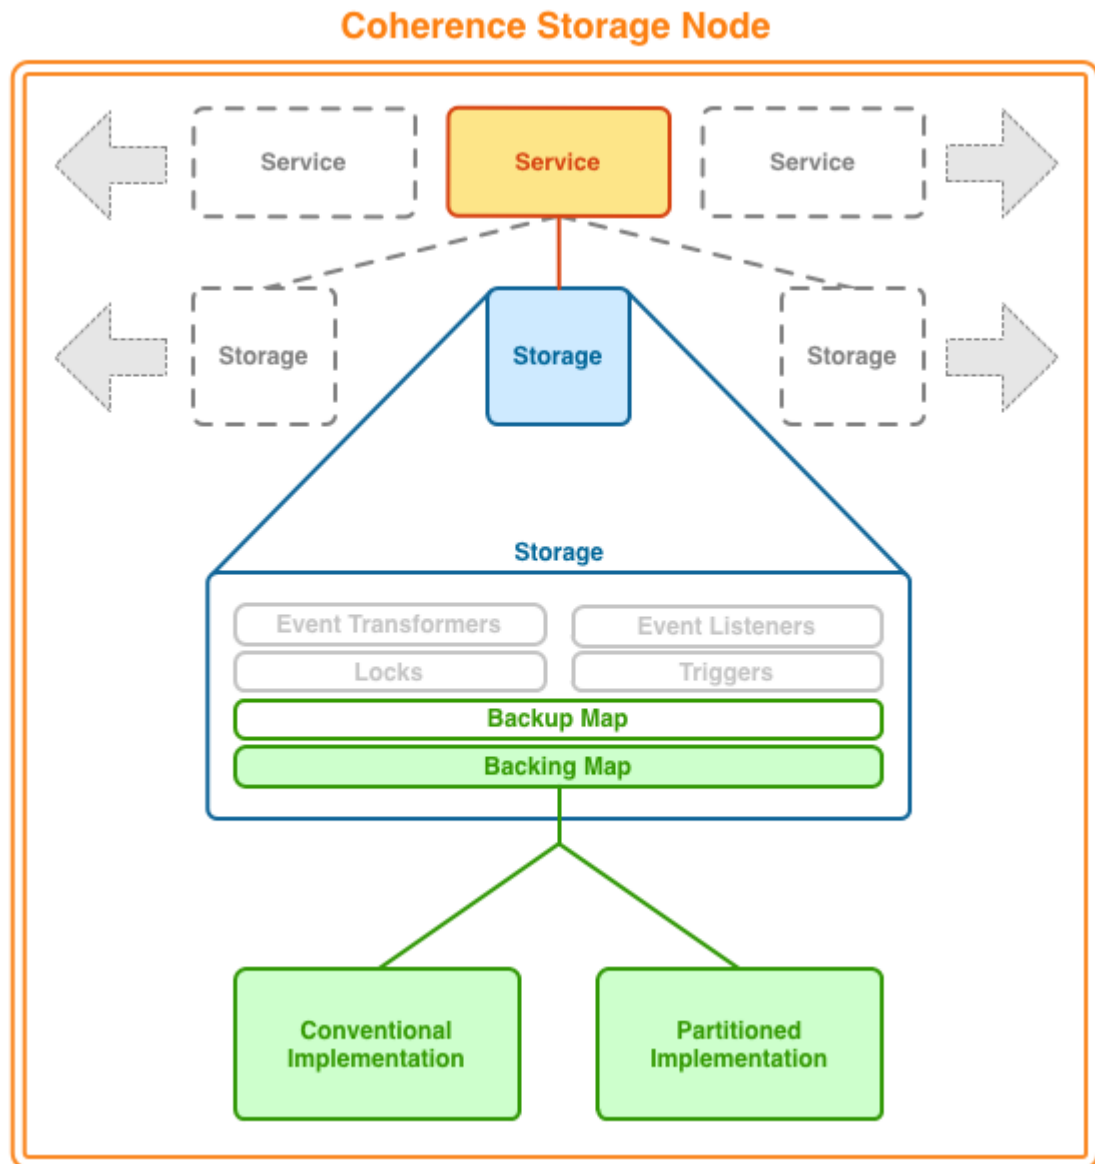 Coherence Storage Node
Service
Service
Service
Storage
Storage
Storage
Storage
Event Transformers
Event Listeners
Locks
Triggers
Backup Map
Backing Map
Conventional
Implementation
Partitioned
Implementation